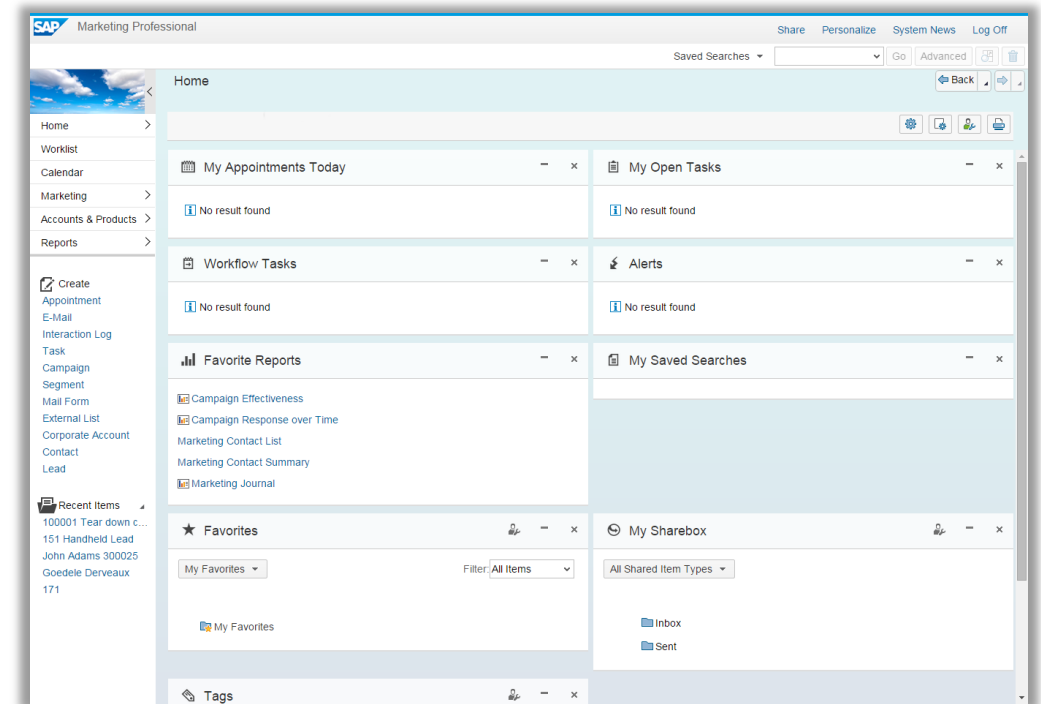 SAP Marketing Professional
Share Personalize System News Log Off
Saved Searches Go Advanced
Home
Back
Home
Worklist
Calendar
Marketing
Accounts & Products
Reports
Create
Appointment
E-Mail
Interaction Log
Task
Campaign
Segment
Mail Form
External List
Corporate Account
Contact
Lead
Recent Items
100001 Tear down c...
151 Handheld Lead
John Adams 300025
Goedele Derveaux
171
My Appointments Today
No result found
My Open Tasks
No result found
Workflow Tasks
No result found
Alerts
No result found
Favorite Reports
Campaign Effectiveness
Campaign Response over Time
Marketing Contact List
Marketing Contact Summary
Marketing Journal
My Saved Searches
Favorites
My Favorites Filter: All Items
My Favorites
My Sharebox
All Shared Item Types
Inbox
Sent
Tags